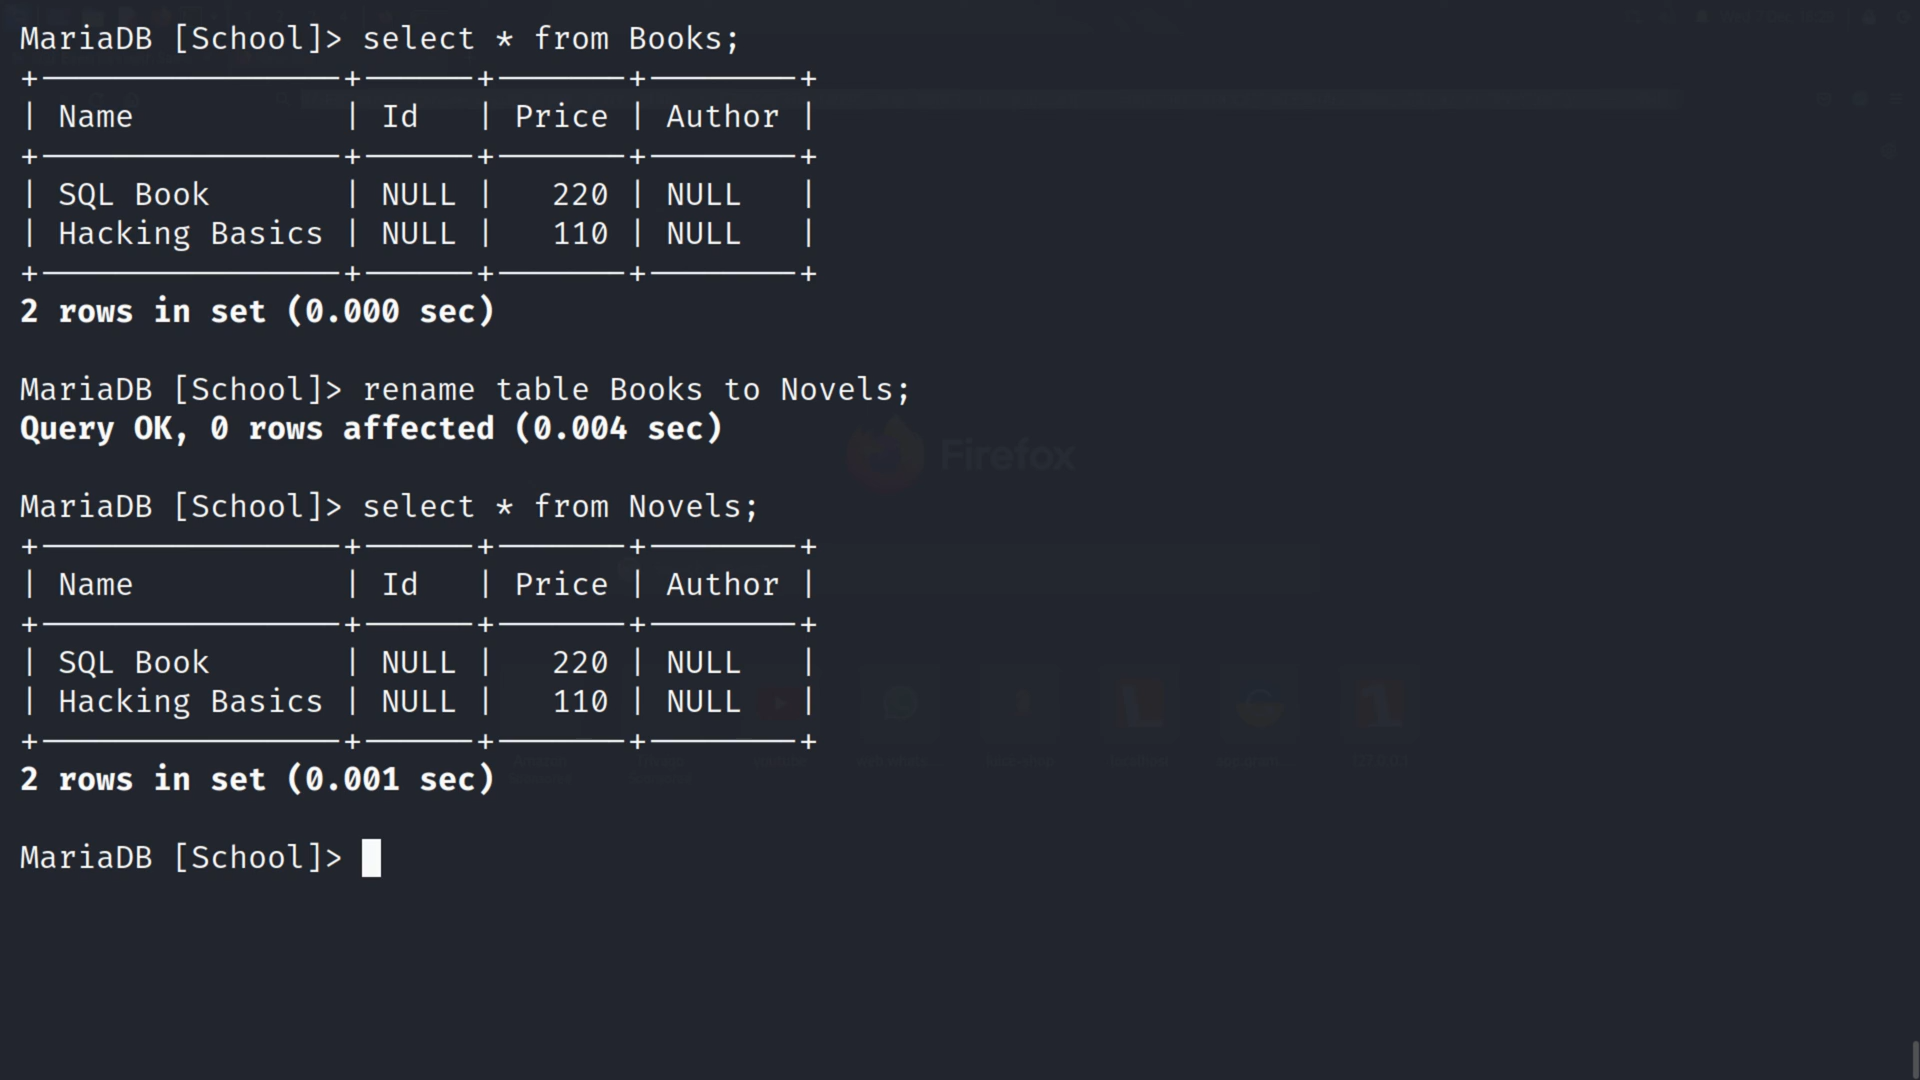 MariaDB [School]> select * from Books;
+----------------+------+-------+--------+
| Name           | Id   | Price | Author |
+----------------+------+-------+--------+
| SQL Book       | NULL |   220 | NULL   |
| Hacking Basics | NULL |   110 | NULL   |
+----------------+------+-------+--------+
2 rows in set (0.000 sec)
MariaDB [School]> rename table Books to Novels;
Query OK, 0 rows affected (0.004 sec)
Firefox
MariaDB [School]> select * from Novels;
+----------------+------+-------+--------+
| Name           | Id   | Price | Author |
+----------------+------+-------+--------+
| SQL Book       | NULL |   220 | NULL   |
| Hacking Basics | NULL |   110 | NULL   |
+----------------+------+-------+--------+
2 rows in set (0.001 sec)
MariaDB [School]>